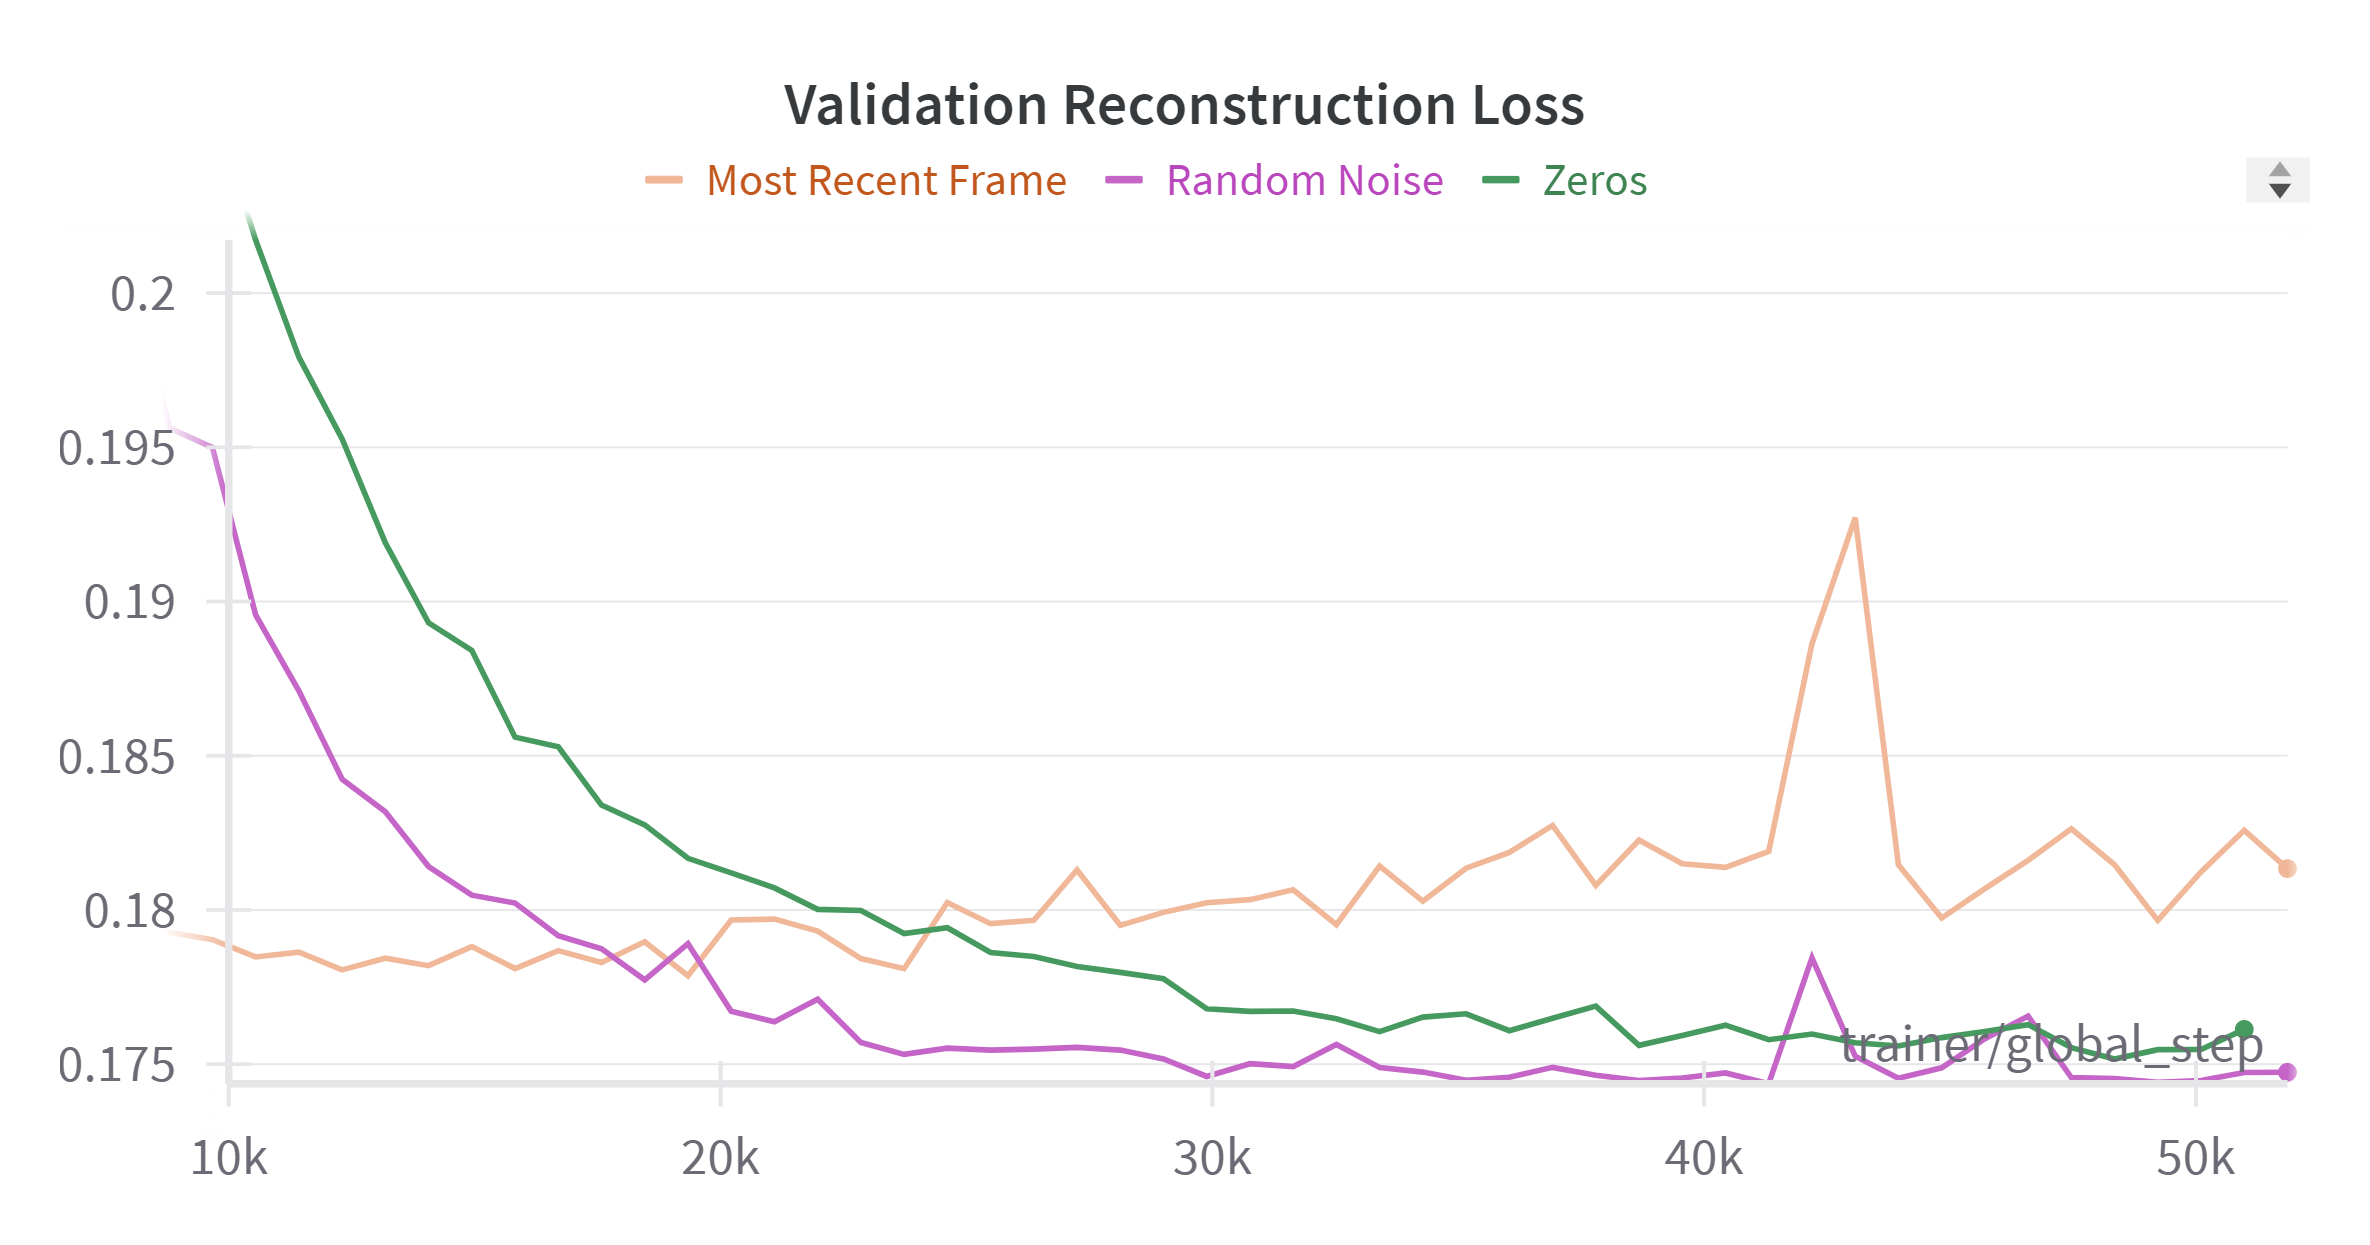 Validation Reconstruction Loss
Most Recent Frame Random Noise Zeros
0.2
0.195
0.19
0.185
0.18
0.175
trainer/global_step
10k 20k 30k 40k 50k